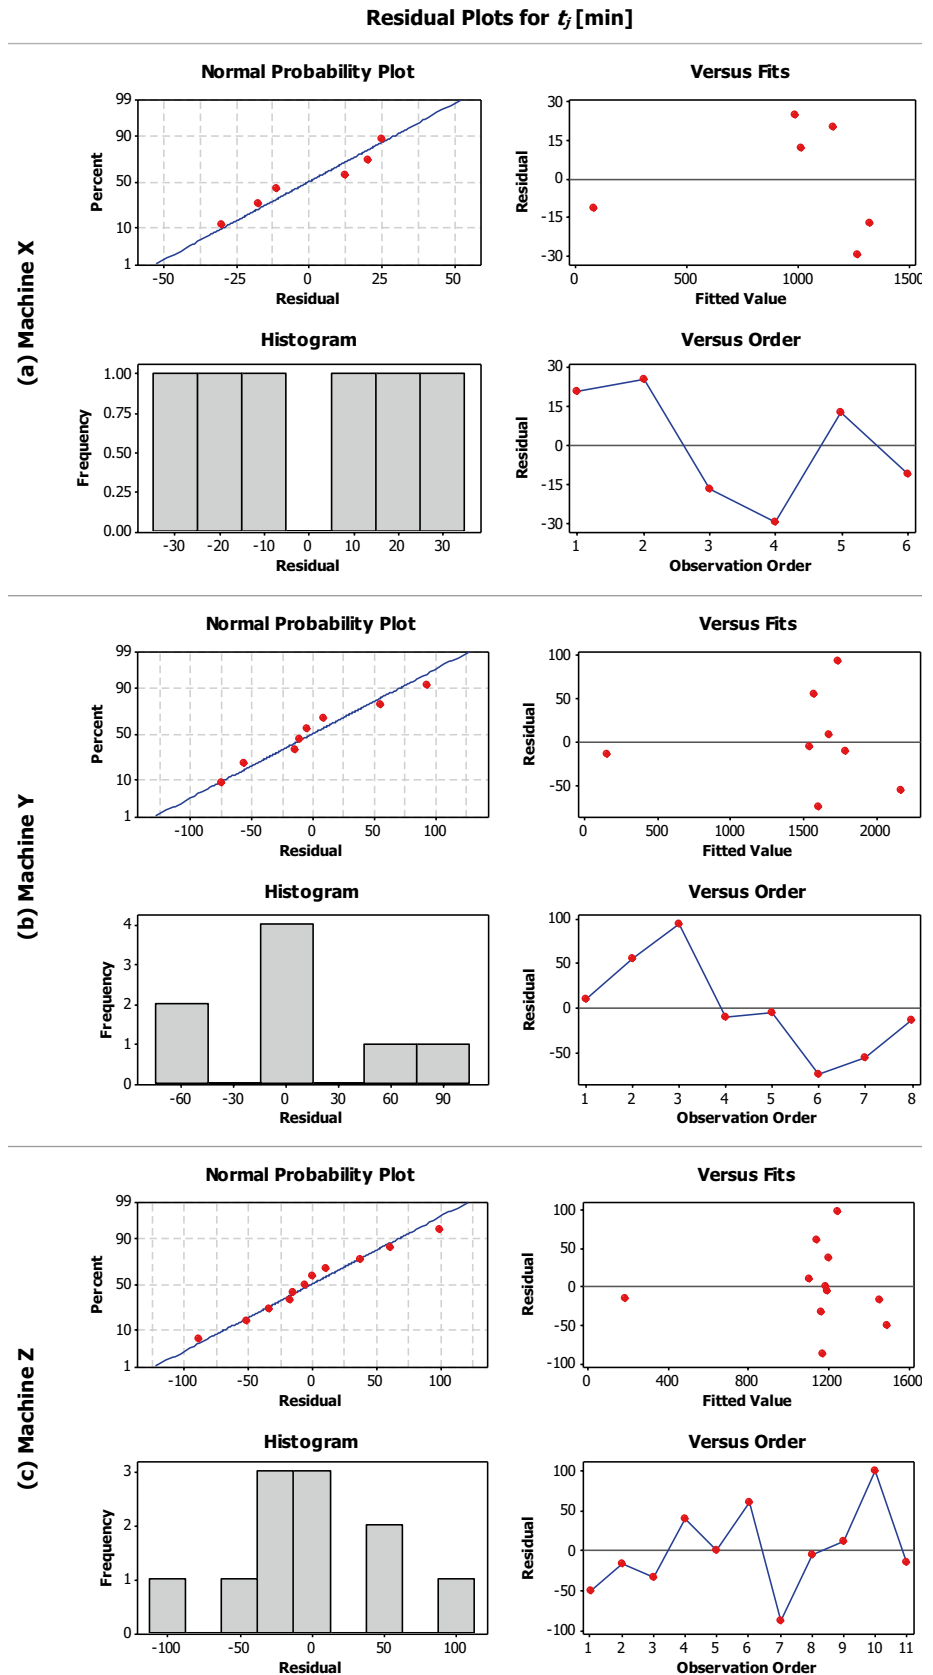 Residual Plots for tj [min]
(a) Machine X
Normal Probability Plot
Percent
99
90
50
10
1
-50 -25 0 25 50
Residual
Versus Fits
Residual
30
15
0
-15
-30
0 500 1000 1500
Fitted Value
Histogram
Frequency
1.00
0.75
0.50
0.25
0.00
-30 -20 -10 0 10 20 30
Residual
Versus Order
Residual
30
15
0
-15
-30
1 2 3 4 5 6
Observation Order
(b) Machine Y
Normal Probability Plot
Percent
99
90
50
10
1
-100 -50 0 50 100
Residual
Versus Fits
Residual
100
50
0
-50
0 500 1000 1500 2000
Fitted Value
Histogram
Frequency
4
3
2
1
0
-60 -30 0 30 60 90
Residual
Versus Order
Residual
100
50
0
-50
1 2 3 4 5 6 7 8
Observation Order
(c) Machine Z
Normal Probability Plot
Percent
99
90
50
10
1
-100 -50 0 50 100
Residual
Versus Fits
Residual
100
50
0
-50
-100
0 400 800 1200 1600
Fitted Value
Histogram
Frequency
3
2
1
0
-100 -50 0 50 100
Residual
Versus Order
Residual
100
50
0
-50
-100
1 2 3 4 5 6 7 8 9 10 11
Observation Order